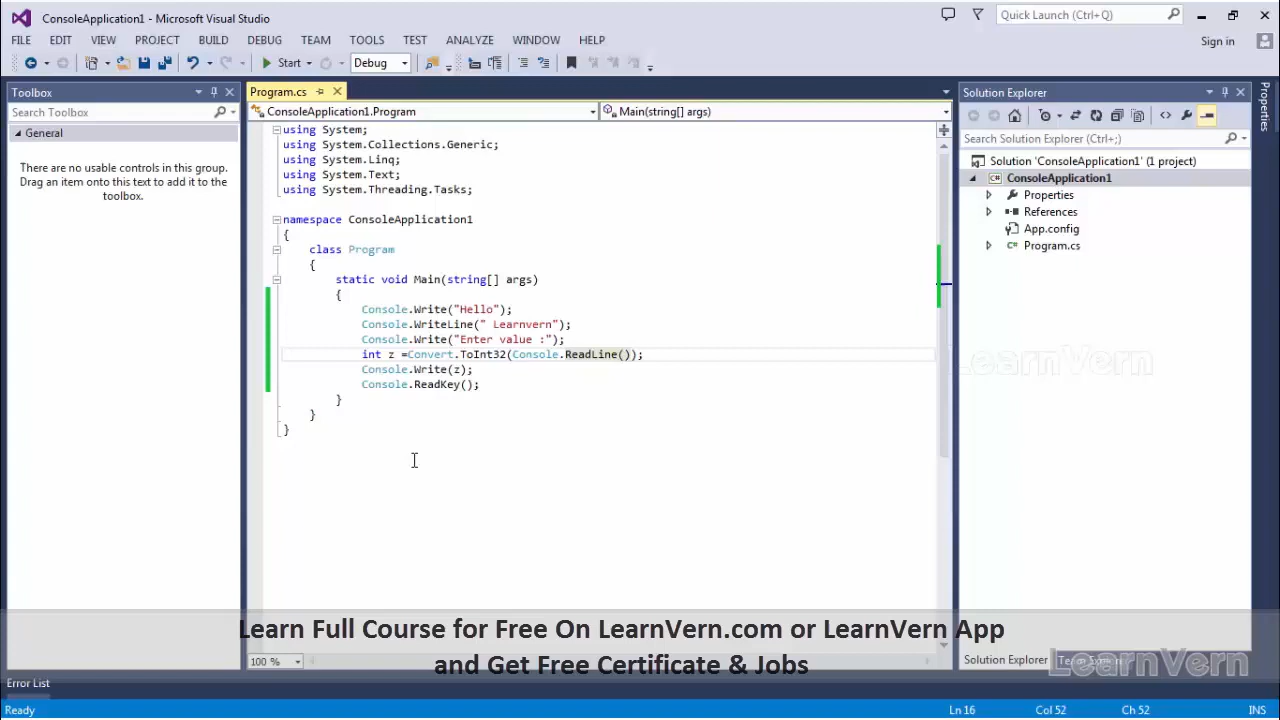 ConsoleApplication1 - Microsoft Visual Studio
Quick Launch (Ctrl+Q)
FILE EDIT VIEW PROJECT BUILD DEBUG TEAM TOOLS TEST ANALYZE WINDOW HELP
Sign in
Start Debug
Toolbox
Search Toolbox
General
There are no usable controls in this group.
Drag an item onto this text to add it to the
toolbox.
Program.cs
ConsoleApplication1.Program
Main(string[] args)
using System;
using System.Collections.Generic;
using System.Linq;
using System.Text;
using System.Threading.Tasks;
namespace ConsoleApplication1
{
class Program
{
static void Main(string[] args)
{
Console.Write("Hello");
Console.WriteLine(" Learnvern");
Console.Write("Enter value :");
int z =Convert.ToInt32(Console.ReadLine());
Console.Write(z);
Console.ReadKey();
}
}
}
100 %
Solution Explorer
Search Solution Explorer (Ctrl+;)
Solution 'ConsoleApplication1' (1 project)
ConsoleApplication1
Properties
References
App.config
C# Program.cs
LearnVern
Properties
Solution Explorer Team Explorer
LearnVern
Learn Full Course for Free On LearnVern.com or LearnVern App
and Get Free Certificate & Jobs
Error List
Ready
Ln 16 Col 52 Ch 52 INS